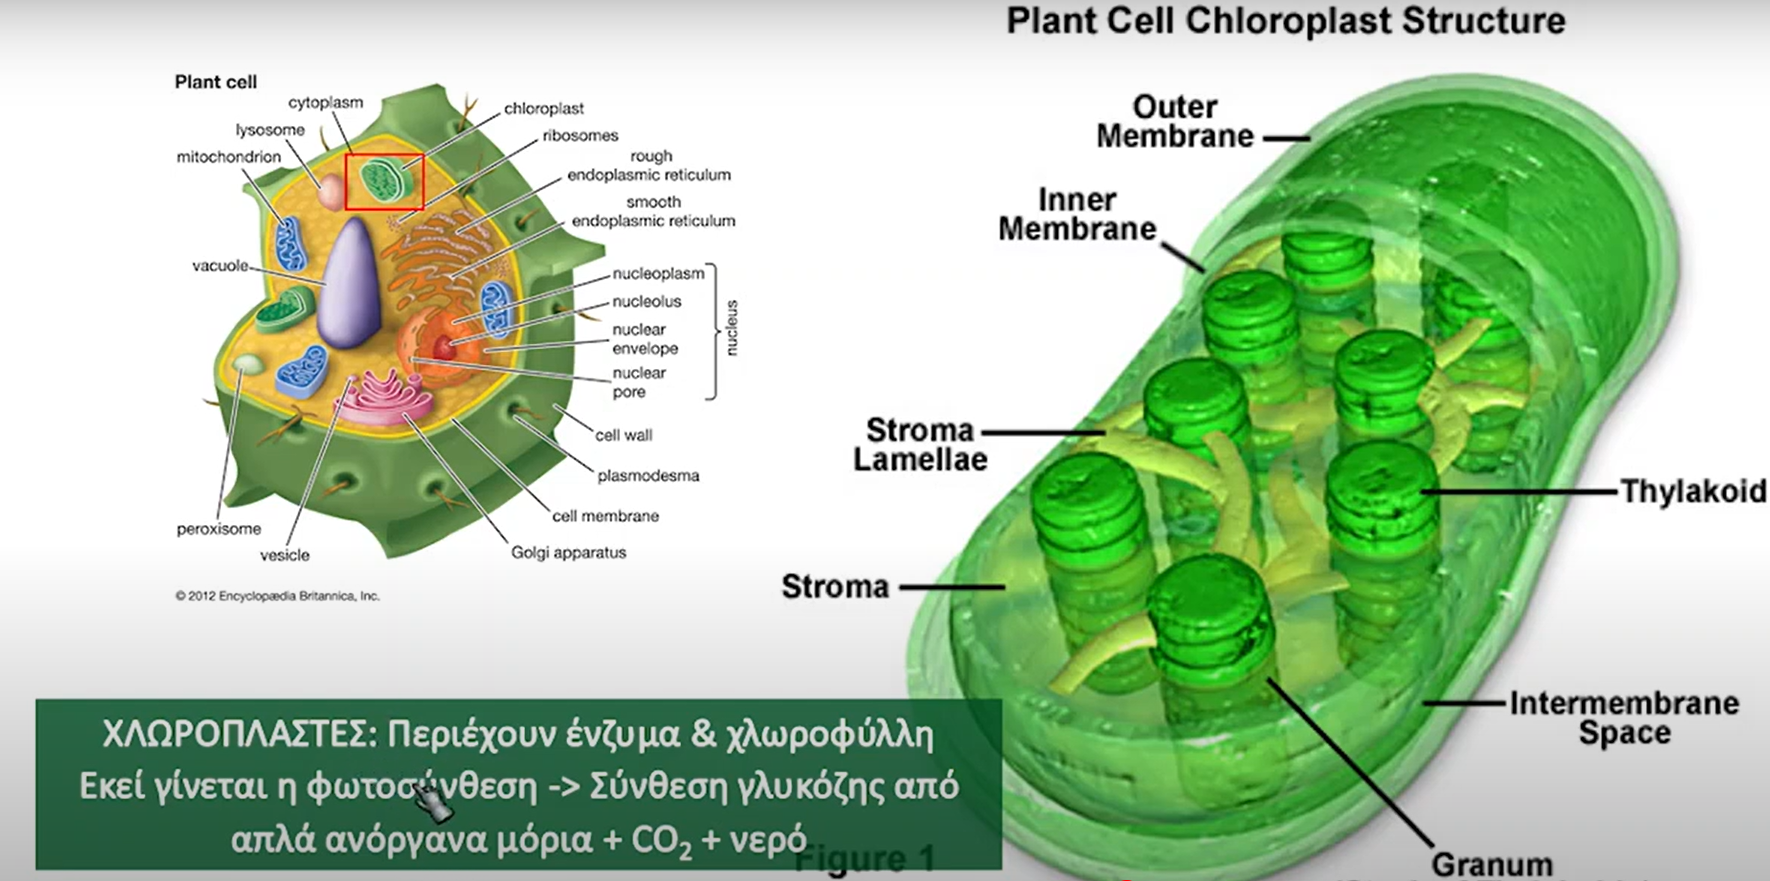 Plant Cell Chloroplast Structure
Plant cell
cytoplasm
lysosome
mitochondrion
chloroplast
ribosomes
rough
endoplasmic reticulum
smooth
endoplasmic reticulum
vacuole
nucleoplasm
nucleolus
nuclear
envelope
nuclear
pore
nucleus
cell wall
plasmodesma
cell membrane
Golgi apparatus
peroxisome
vesicle
© 2012 Encyclopædia Britannica, Inc.
Outer
Membrane
Inner
Membrane
Stroma
Lamellae
Stroma
Thylakoid
Intermembrane
Space
Granum
ΧΛΩΡΟΠΛΑΣΤΕΣ: Περιέχουν ένζυμα & χλωροφύλλη
Εκεί γίνεται η φωτοσύνθεση -> Σύνθεση γλυκόζης από
απλά ανόργανα μόρια + CO₂ + νερό
Figure 1